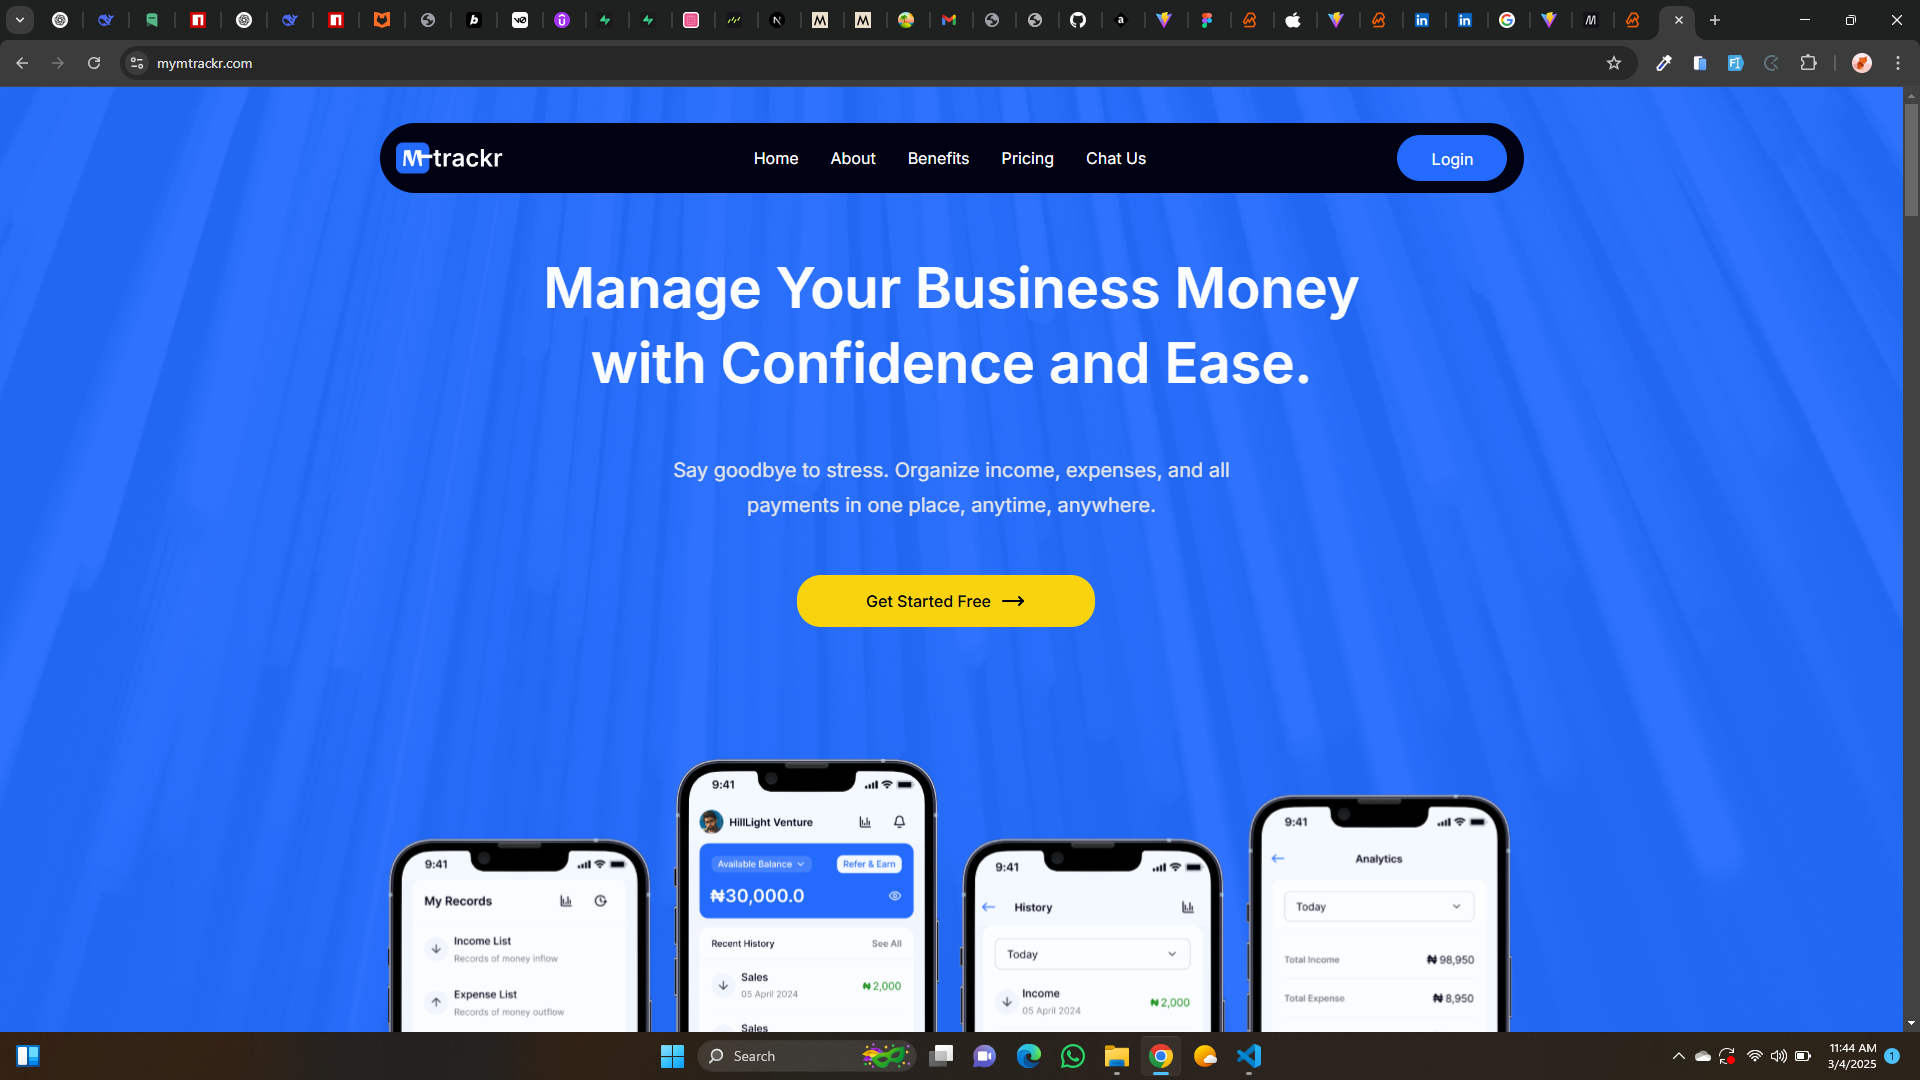 mymtrackr.com
M-trackr
Home
About
Benefits
Pricing
Chat Us
Login
Manage Your Business Money
with Confidence and Ease.
Say goodbye to stress. Organize income, expenses, and all
payments in one place, anytime, anywhere.
Get Started Free
9:41
My Records
Income List
Records of money inflow
Expense List
Records of money outflow
9:41
HillLight Venture
Available Balance
Refer & Earn
₦30,000.0
Recent History
See All
Sales
05 April 2024
₦2,000
Sales
9:41
History
Today
Income
05 April 2024
₦2,000
9:41
Analytics
Today
Total Income
₦98,950
Total Expense
₦8,950
Search
11:44 AM
3/4/2025
1